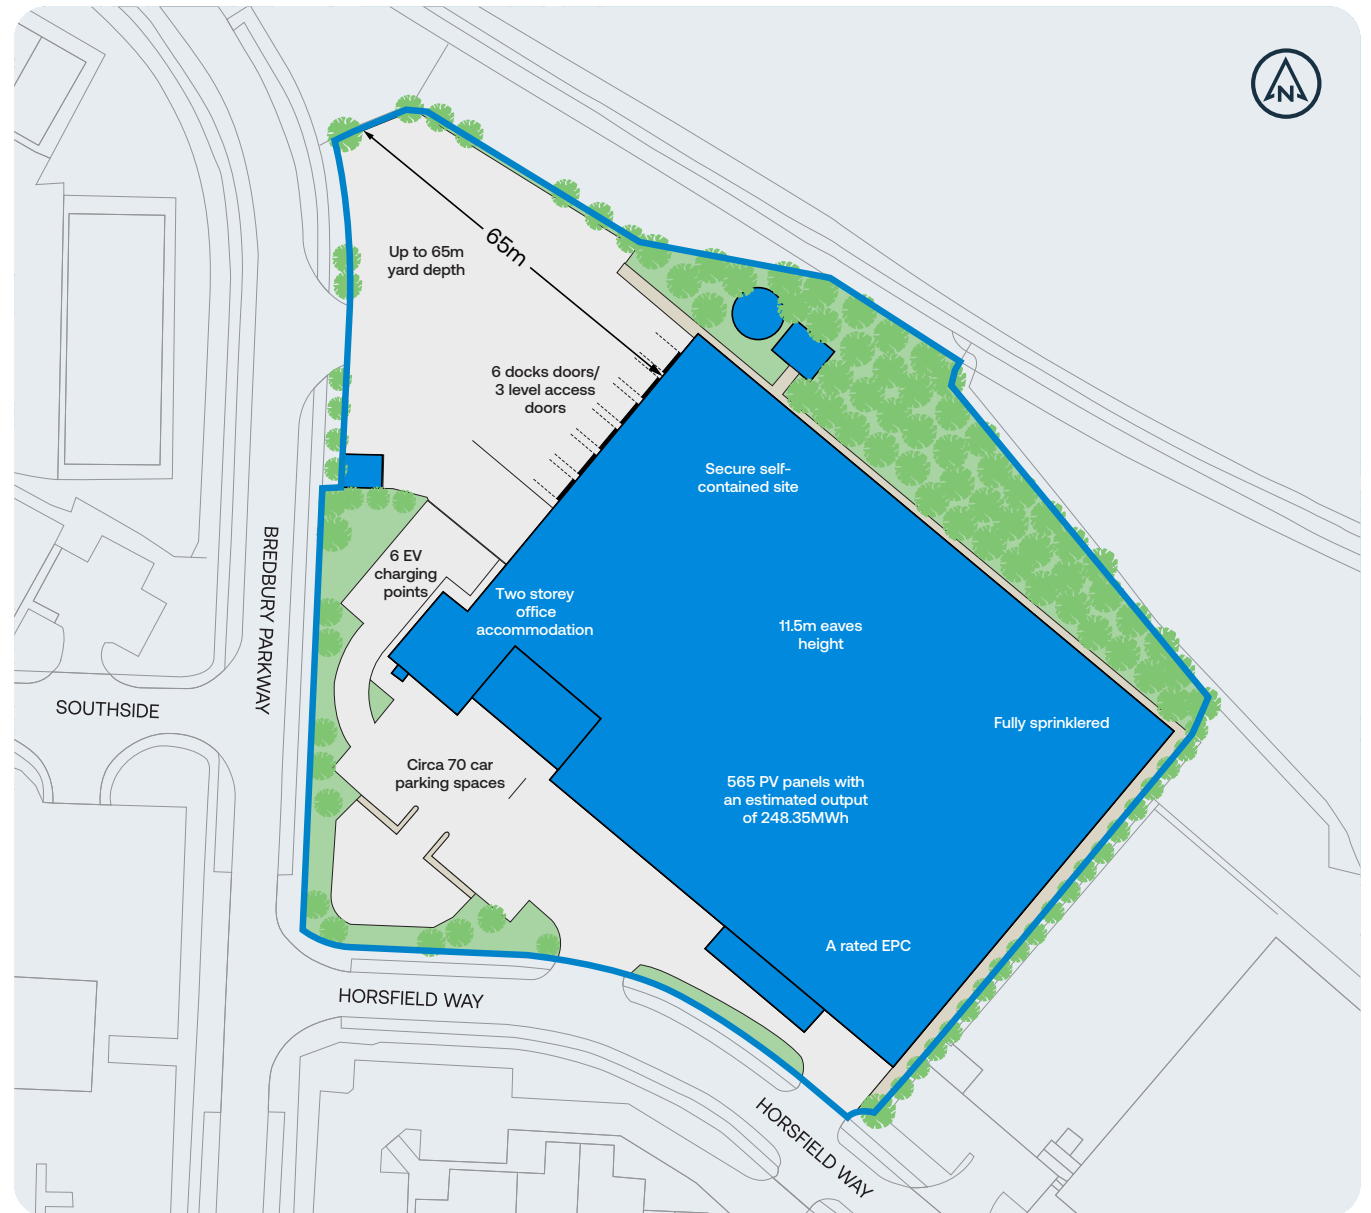 N
65m
Up to 65m
yard depth
6 docks doors/
3 level access
doors
Secure self-
contained site
BREDBURY PARKWAY
6 EV
charging
points
Two storey
office
accommodation
11.5m eaves
height
SOUTHSIDE
Fully sprinklered
Circa 70 car
parking spaces
565 PV panels with
an estimated output
of 248.35MWh
A rated EPC
HORSFIELD WAY
HORSFIELD WAY